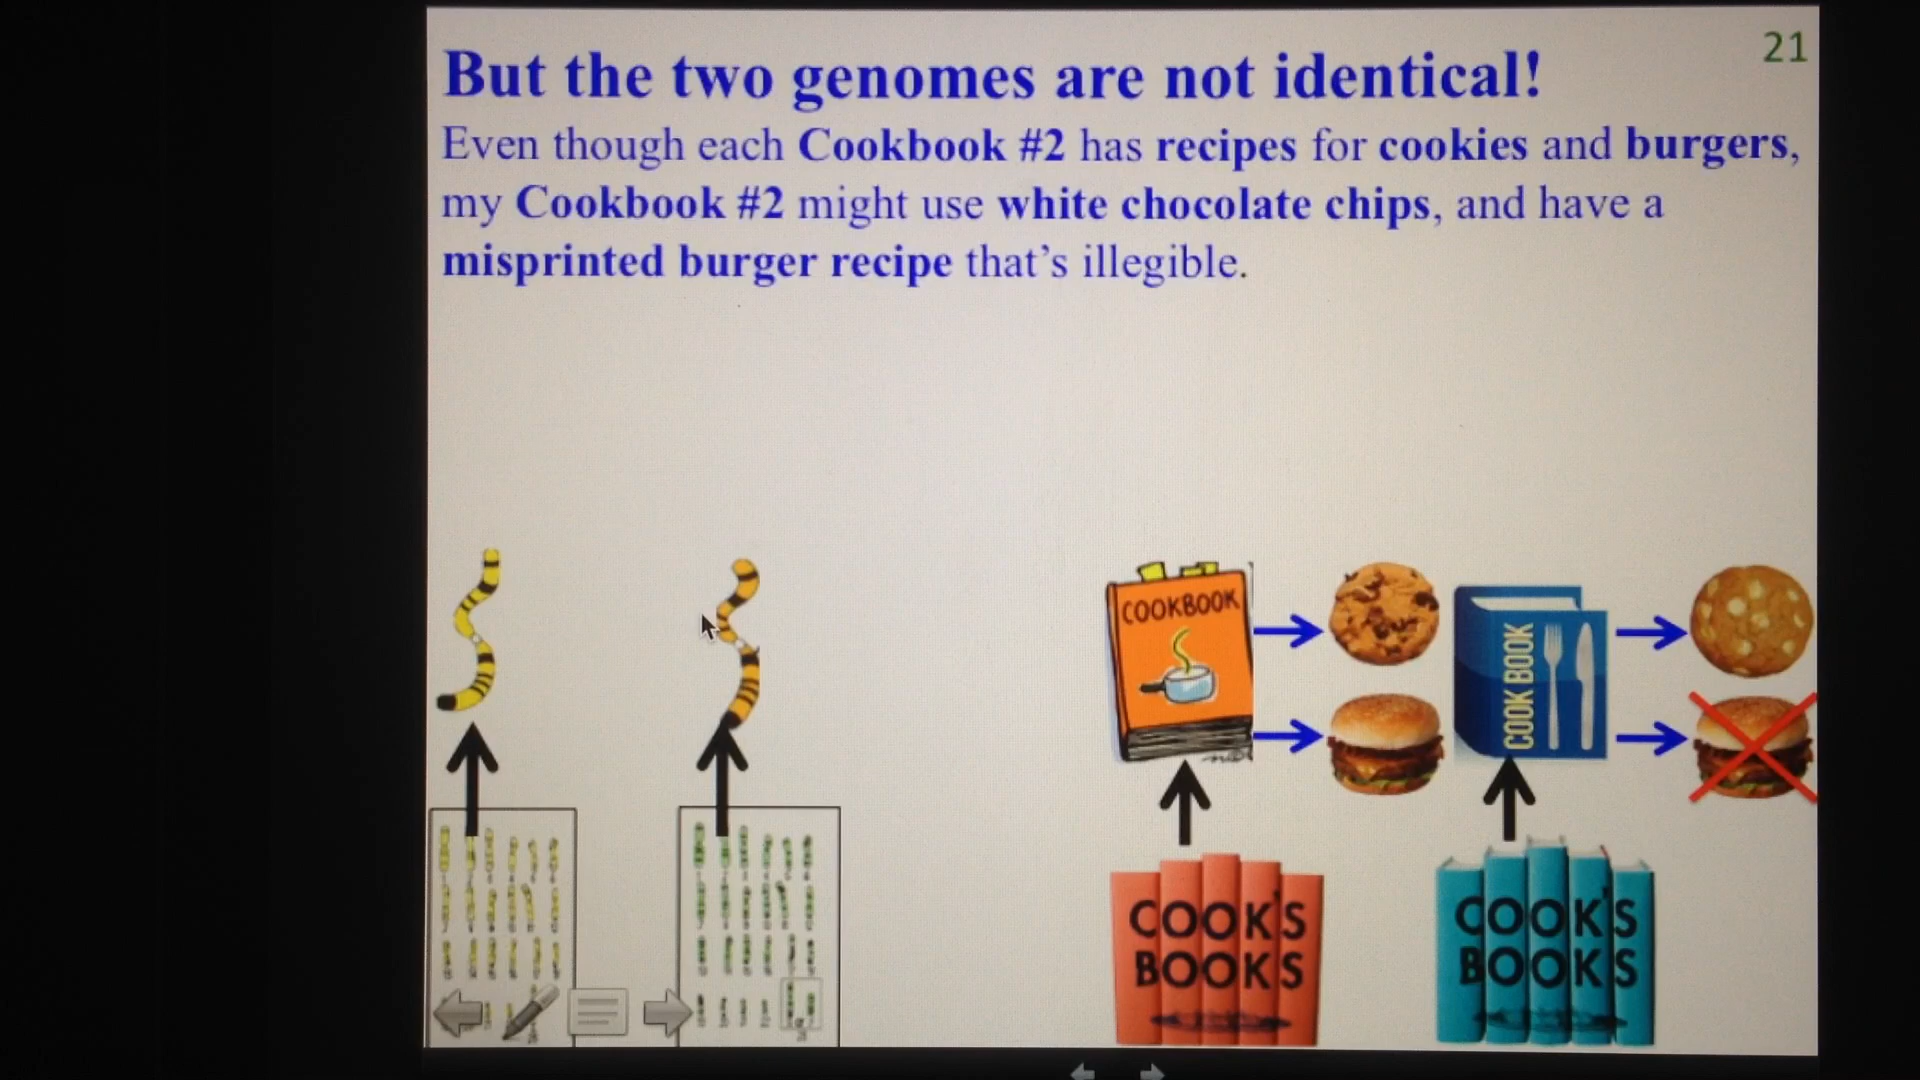 21
But the two genomes are not identical!
Even though each Cookbook #2 has recipes for cookies and burgers,
my Cookbook #2 might use white chocolate chips, and have a
misprinted burger recipe that's illegible.
COOKBOOK
COOK BOOK
COOK'S
BOOKS
COOK'S
BOOKS